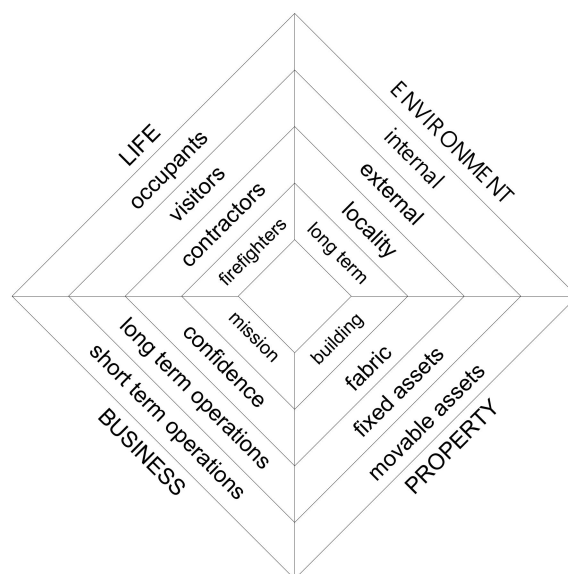 LIFE
occupants
visitors
contractors
firefighters
ENVIRONMENT
internal
external
locality
long term
mission
confidence
long term operations
short term operations
BUSINESS
building
fabric
fixed assets
movable assets
PROPERTY